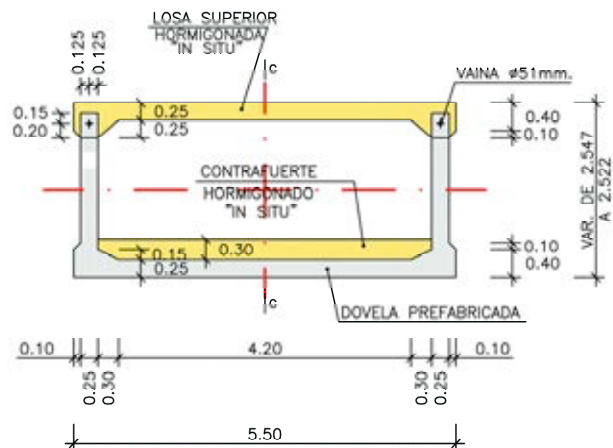 LOSA SUPERIOR
HORMIGONADA
"IN SITU"
c
0.125
0.125
VAINA ø51mm.
0.15
0.20
0.25
0.25
0.40
0.10
CONTRAFUERTE
HORMIGONADO
"IN SITU"
VAR. DE 2.547
A 2.522
0.15
0.25
0.30
0.10
0.40
c
DOVELA PREFABRICADA
0.10
0.25
0.30
4.20
0.30
0.25
0.10
5.50